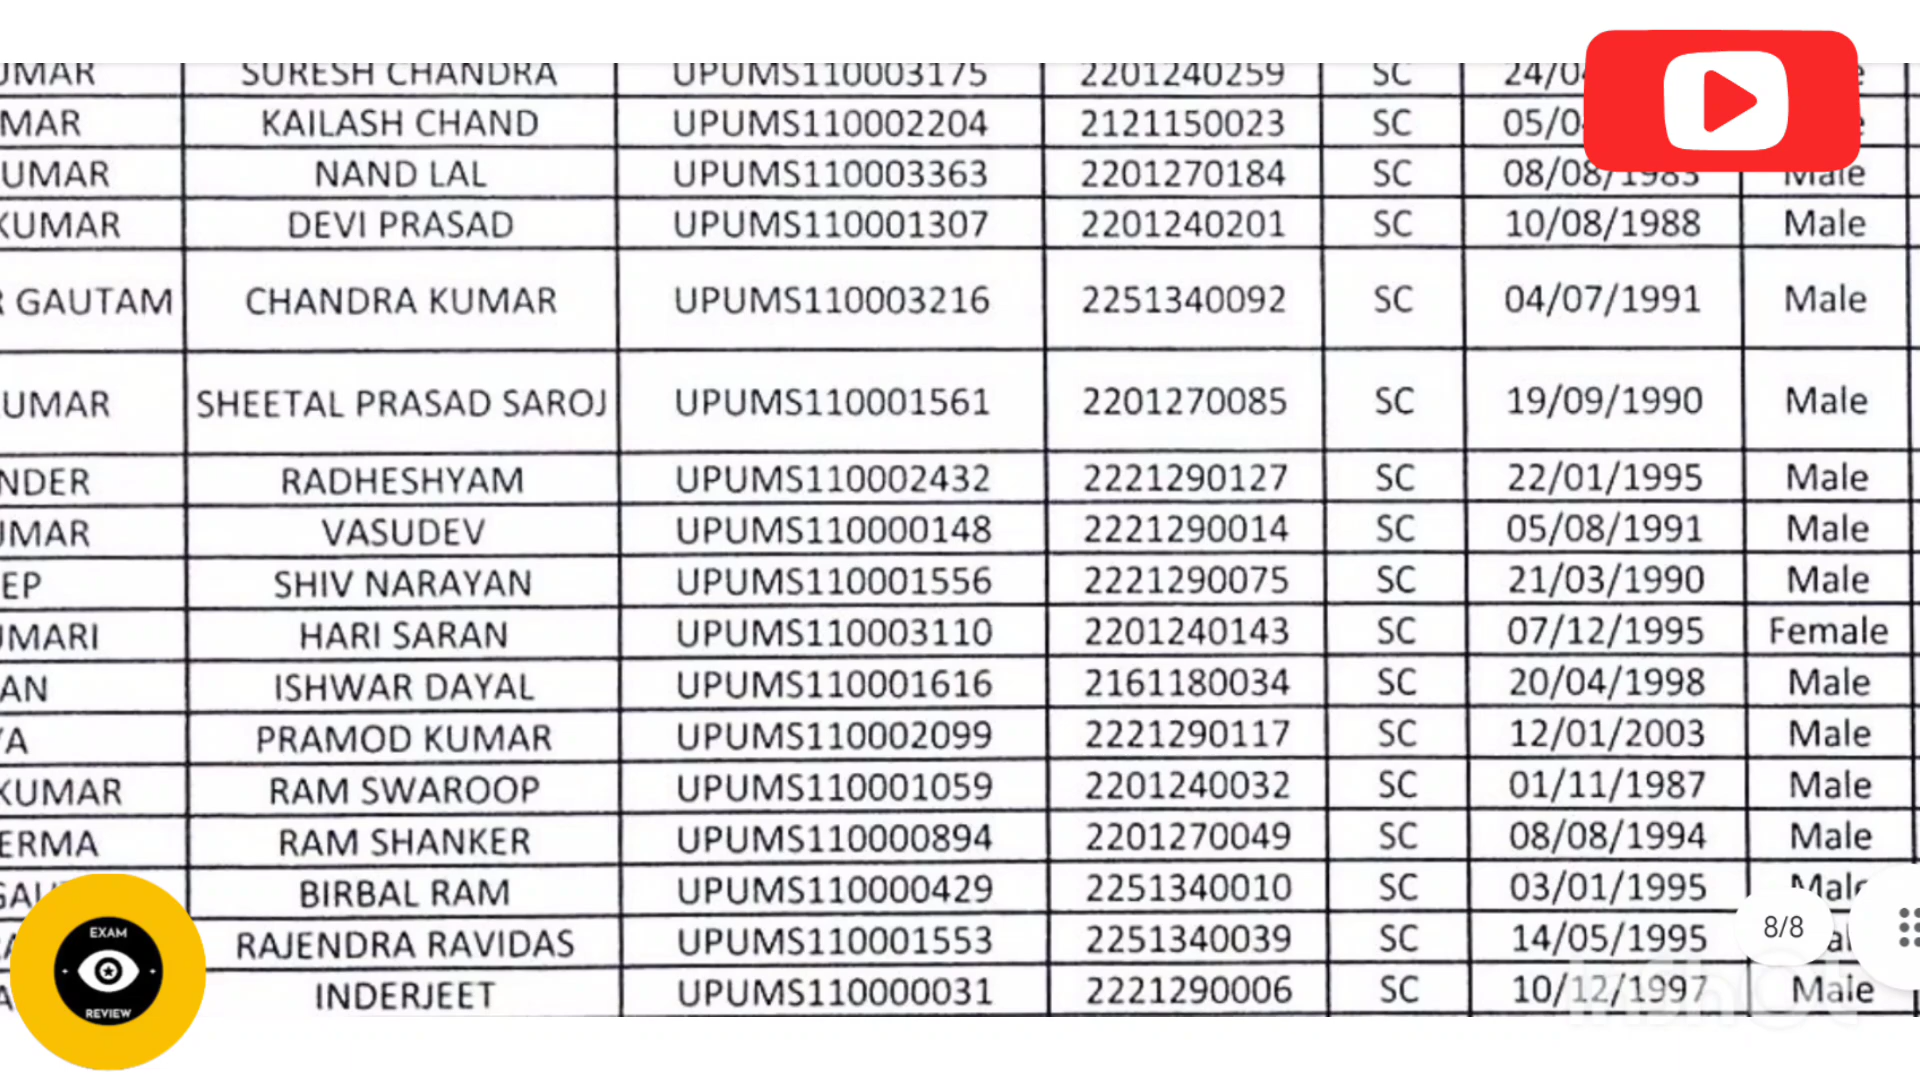 UMAR SURESH CHANDRA UPUMS110003175 2201240259 SC 24/0
MAR KAILASH CHAND UPUMS110002204 2121150023 SC 05/0
UMAR NAND LAL UPUMS110003363 2201270184 SC 08/08/1983 Male
KUMAR DEVI PRASAD UPUMS110001307 2201240201 SC 10/08/1988 Male
R GAUTAM CHANDRA KUMAR UPUMS110003216 2251340092 SC 04/07/1991 Male
UMAR SHEETAL PRASAD SAROJ UPUMS110001561 2201270085 SC 19/09/1990 Male
NDER RADHESHYAM UPUMS110002432 2221290127 SC 22/01/1995 Male
UMAR VASUDEV UPUMS110000148 2221290014 SC 05/08/1991 Male
EP SHIV NARAYAN UPUMS110001556 2221290075 SC 21/03/1990 Male
UMARI HARI SARAN UPUMS110003110 2201240143 SC 07/12/1995 Female
AN ISHWAR DAYAL UPUMS110001616 2161180034 SC 20/04/1998 Male
YA PRAMOD KUMAR UPUMS110002099 2221290117 SC 12/01/2003 Male
KUMAR RAM SWAROOP UPUMS110001059 2201240032 SC 01/11/1987 Male
ERMA RAM SHANKER UPUMS110000894 2201270049 SC 08/08/1994 Male
GAU BIRBAL RAM UPUMS110000429 2251340010 SC 03/01/1995 Male
RAJENDRA RAVIDAS UPUMS110001553 2251340039 SC 14/05/1995
INDERJEET UPUMS110000031 2221290006 SC 10/12/1997 Male
8/8
EXAM
REVIEW
InShot